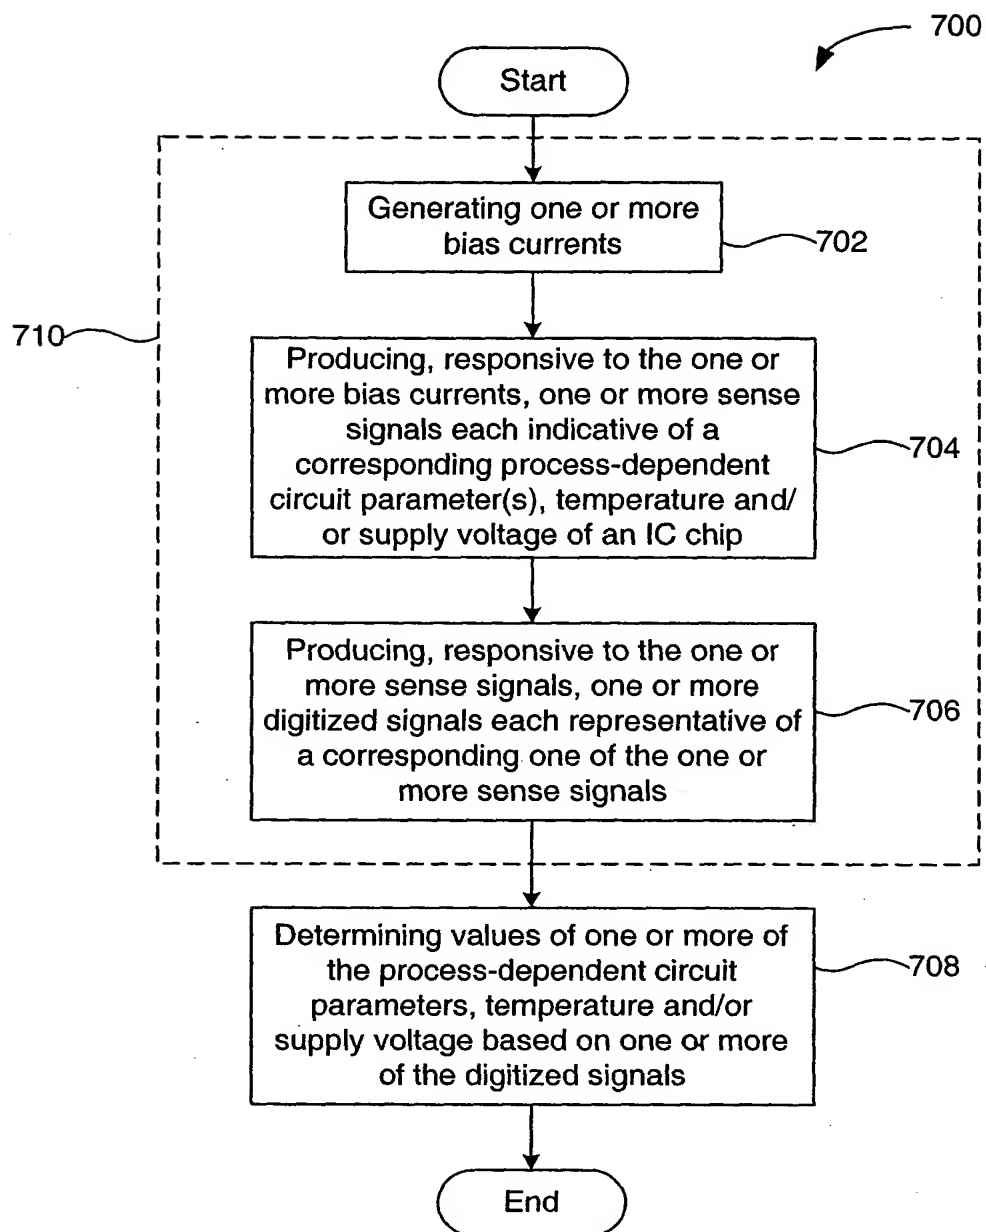 700
Start
Generating one or more
bias currents
702
710
Producing, responsive to the one or
more bias currents, one or more sense
signals each indicative of a
corresponding process-dependent
circuit parameter(s), temperature and/
or supply voltage of an IC chip
704
Producing, responsive to the one or
more sense signals, one or more
digitized signals each representative of
a corresponding one of the one or
more sense signals
706
Determining values of one or more of
the process-dependent circuit
parameters, temperature and/or
supply voltage based on one or more
of the digitized signals
708
End